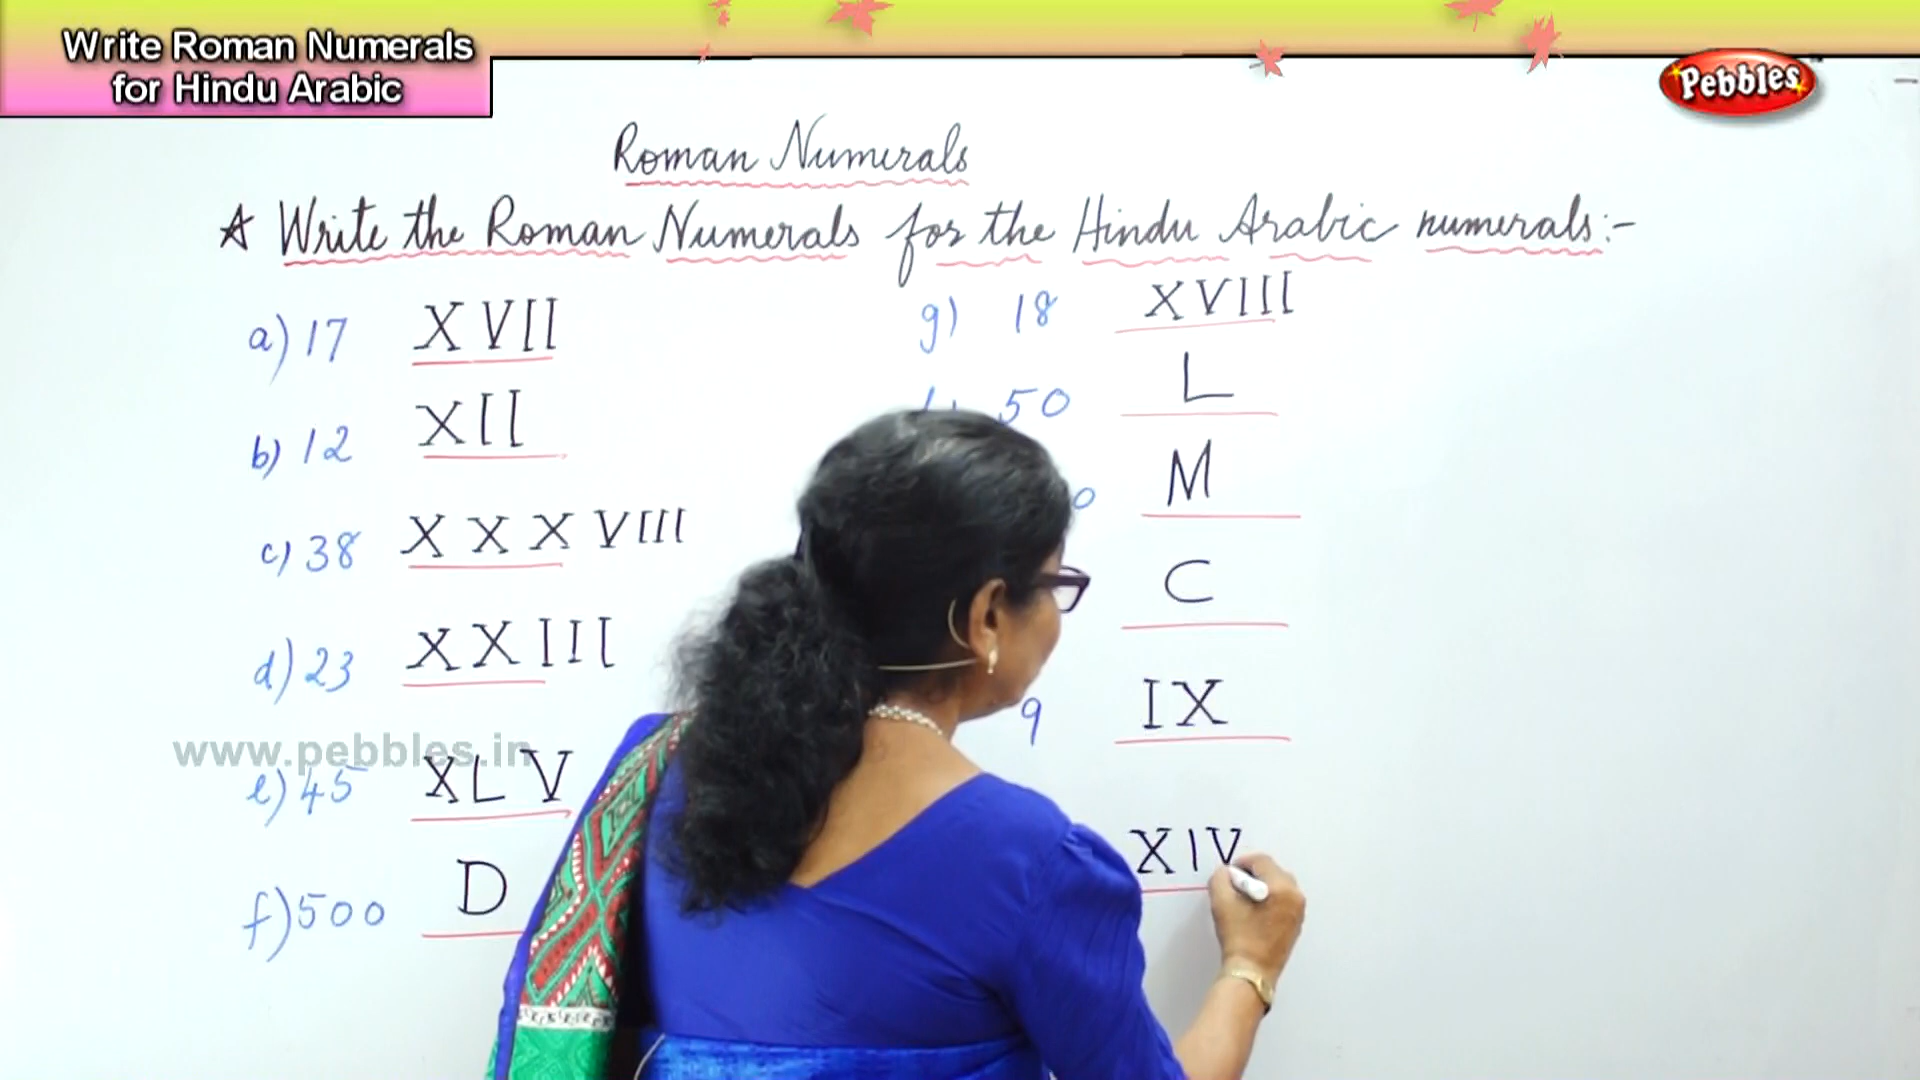 Write Roman Numerals
for Hindu Arabic
Pebbles
Roman Numerals
Write the Roman Numerals for the Hindu Arabic numerals:-
a) 17 XVII
b) 12 XII
c) 38 XXXVIII
d) 23 XXIII
www.pebbles.in
e) 45 XLV
f) 500 D
g) 18 XVIII
50 L
M
C
9 IX
XIV